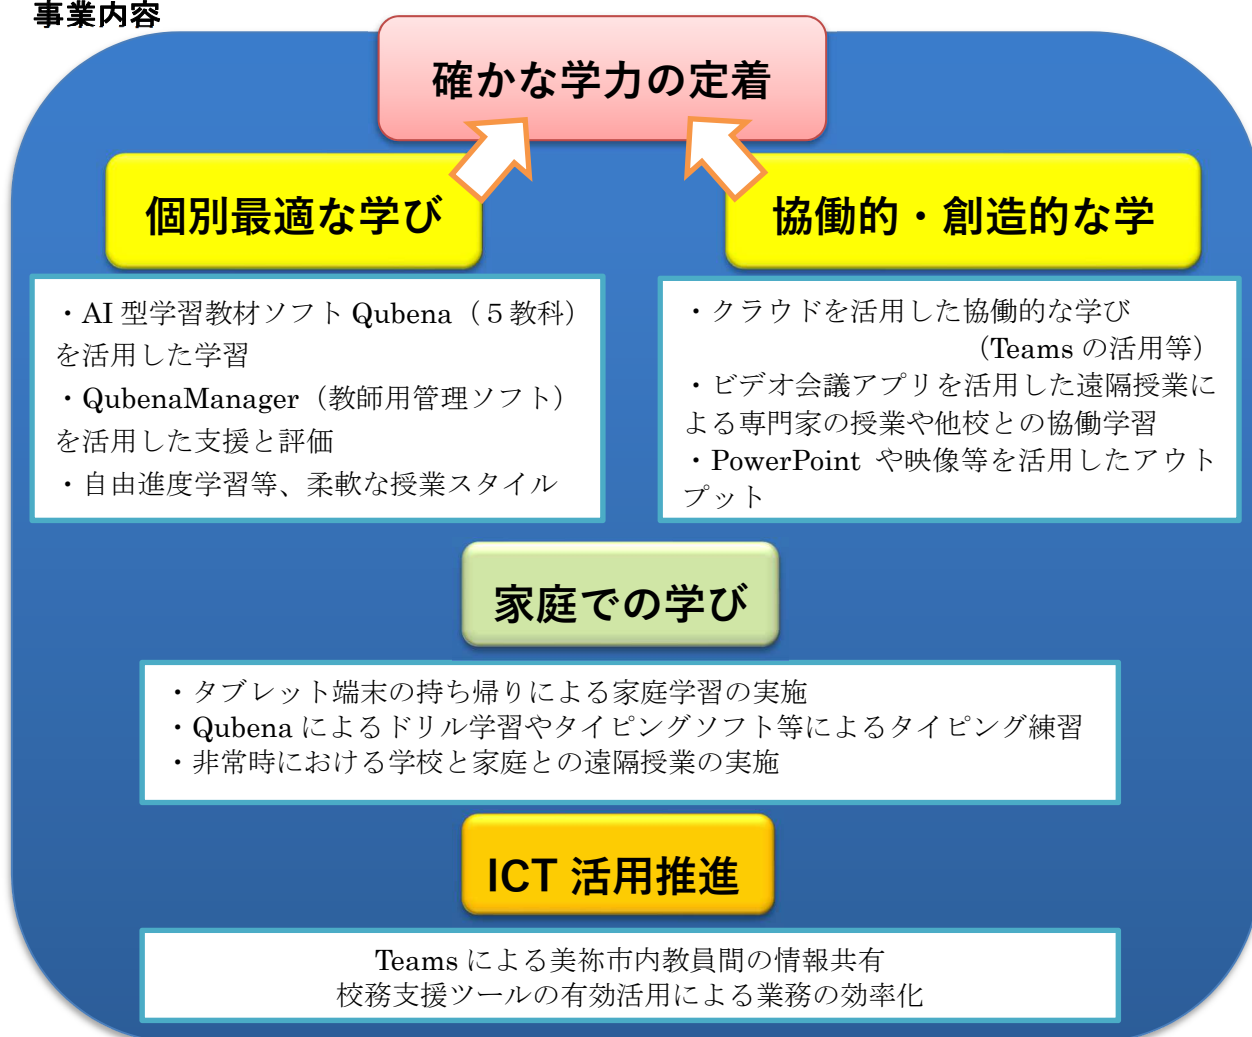 事業内容
確かな学力の定着
個別最適な学び
・AI 型学習教材ソフト Qubena（５教科）
を活用した学習
・QubenaManager（教師用管理ソフト）
を活用した支援と評価
・自由進度学習等、柔軟な授業スタイル
協働的・創造的な学
・クラウドを活用した協働的な学び
（Teams の活用等）
・ビデオ会議アプリを活用した遠隔授業に
よる専門家の授業や他校との協働学習
・PowerPoint や映像等を活用したアウト
プット
家庭での学び
・タブレット端末の持ち帰りによる家庭学習の実施
・Qubena によるドリル学習やタイピングソフト等によるタイピング練習
・非常時における学校と家庭との遠隔授業の実施
ICT 活用推進
Teams による美祢市内教員間の情報共有
校務支援ツールの有効活用による業務の効率化